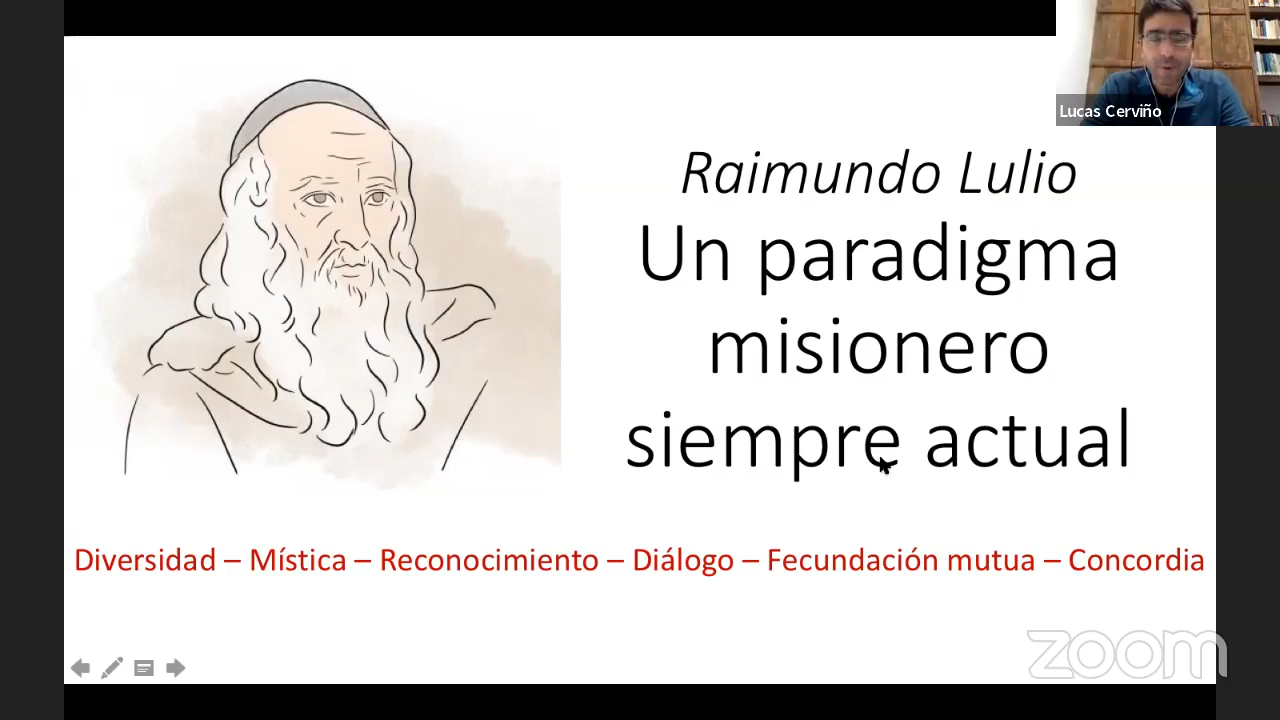 Lucas Cerviño
Raimundo Lulio
Un paradigma
misionero
siempre actual
Diversidad – Mística – Reconocimiento – Diálogo – Fecundación mutua – Concordia
zoom